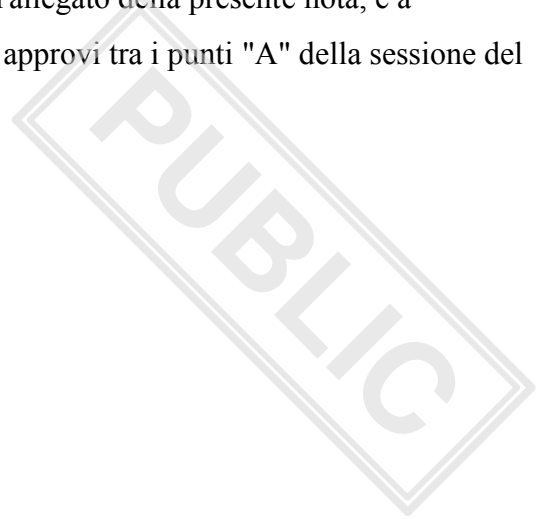 allegato della presente nota, e a
approvi tra i punti "A" della sessione del
PUBLIC